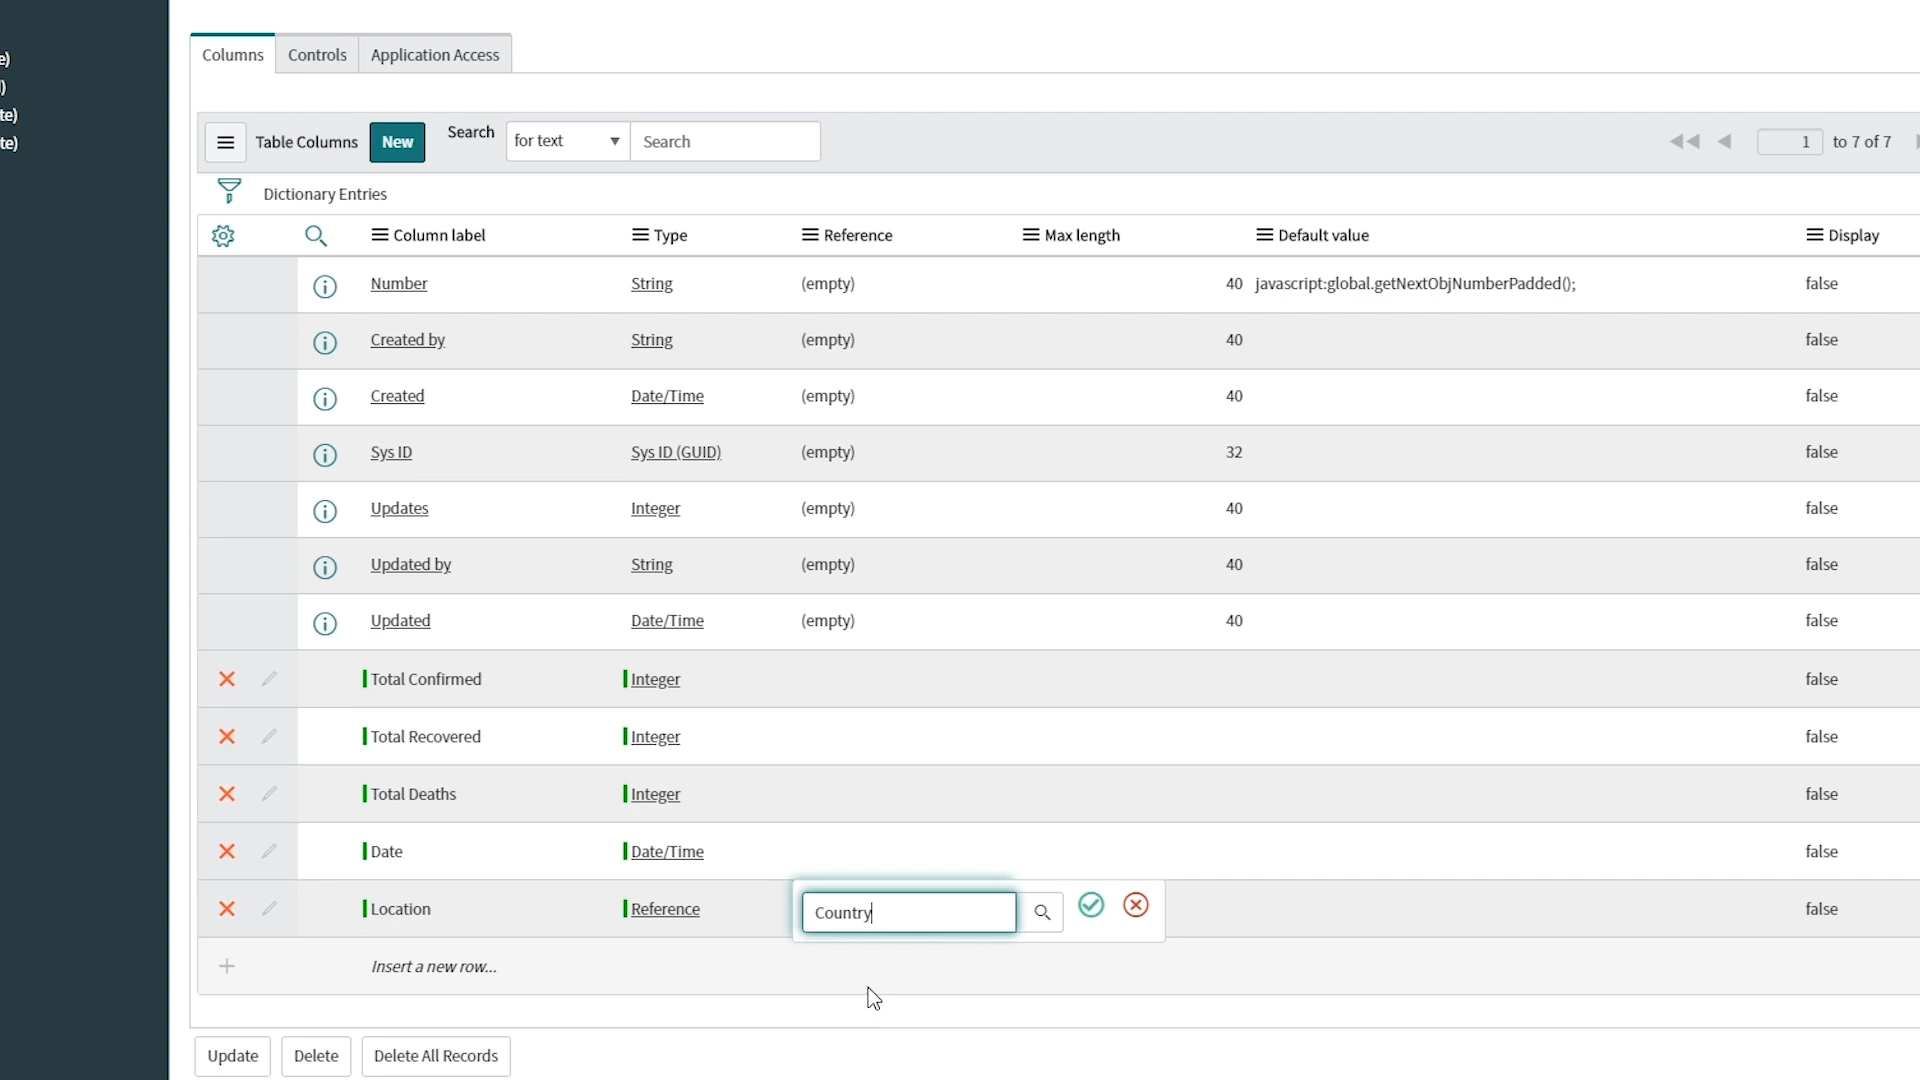 e)
)
te)
te)
Columns Controls Application Access
Table Columns New Search for text Search 1 to 7 of 7
Dictionary Entries
Column label Type Reference Max length Default value Display
Number String (empty) 40 javascript:global.getNextObjNumberPadded(); false
Created by String (empty) 40 false
Created Date/Time (empty) 40 false
Sys ID Sys ID (GUID) (empty) 32 false
Updates Integer (empty) 40 false
Updated by String (empty) 40 false
Updated Date/Time (empty) 40 false
Total Confirmed Integer false
Total Recovered Integer false
Total Deaths Integer false
Date Date/Time false
Location Reference Country false
Insert a new row...
Update Delete Delete All Records